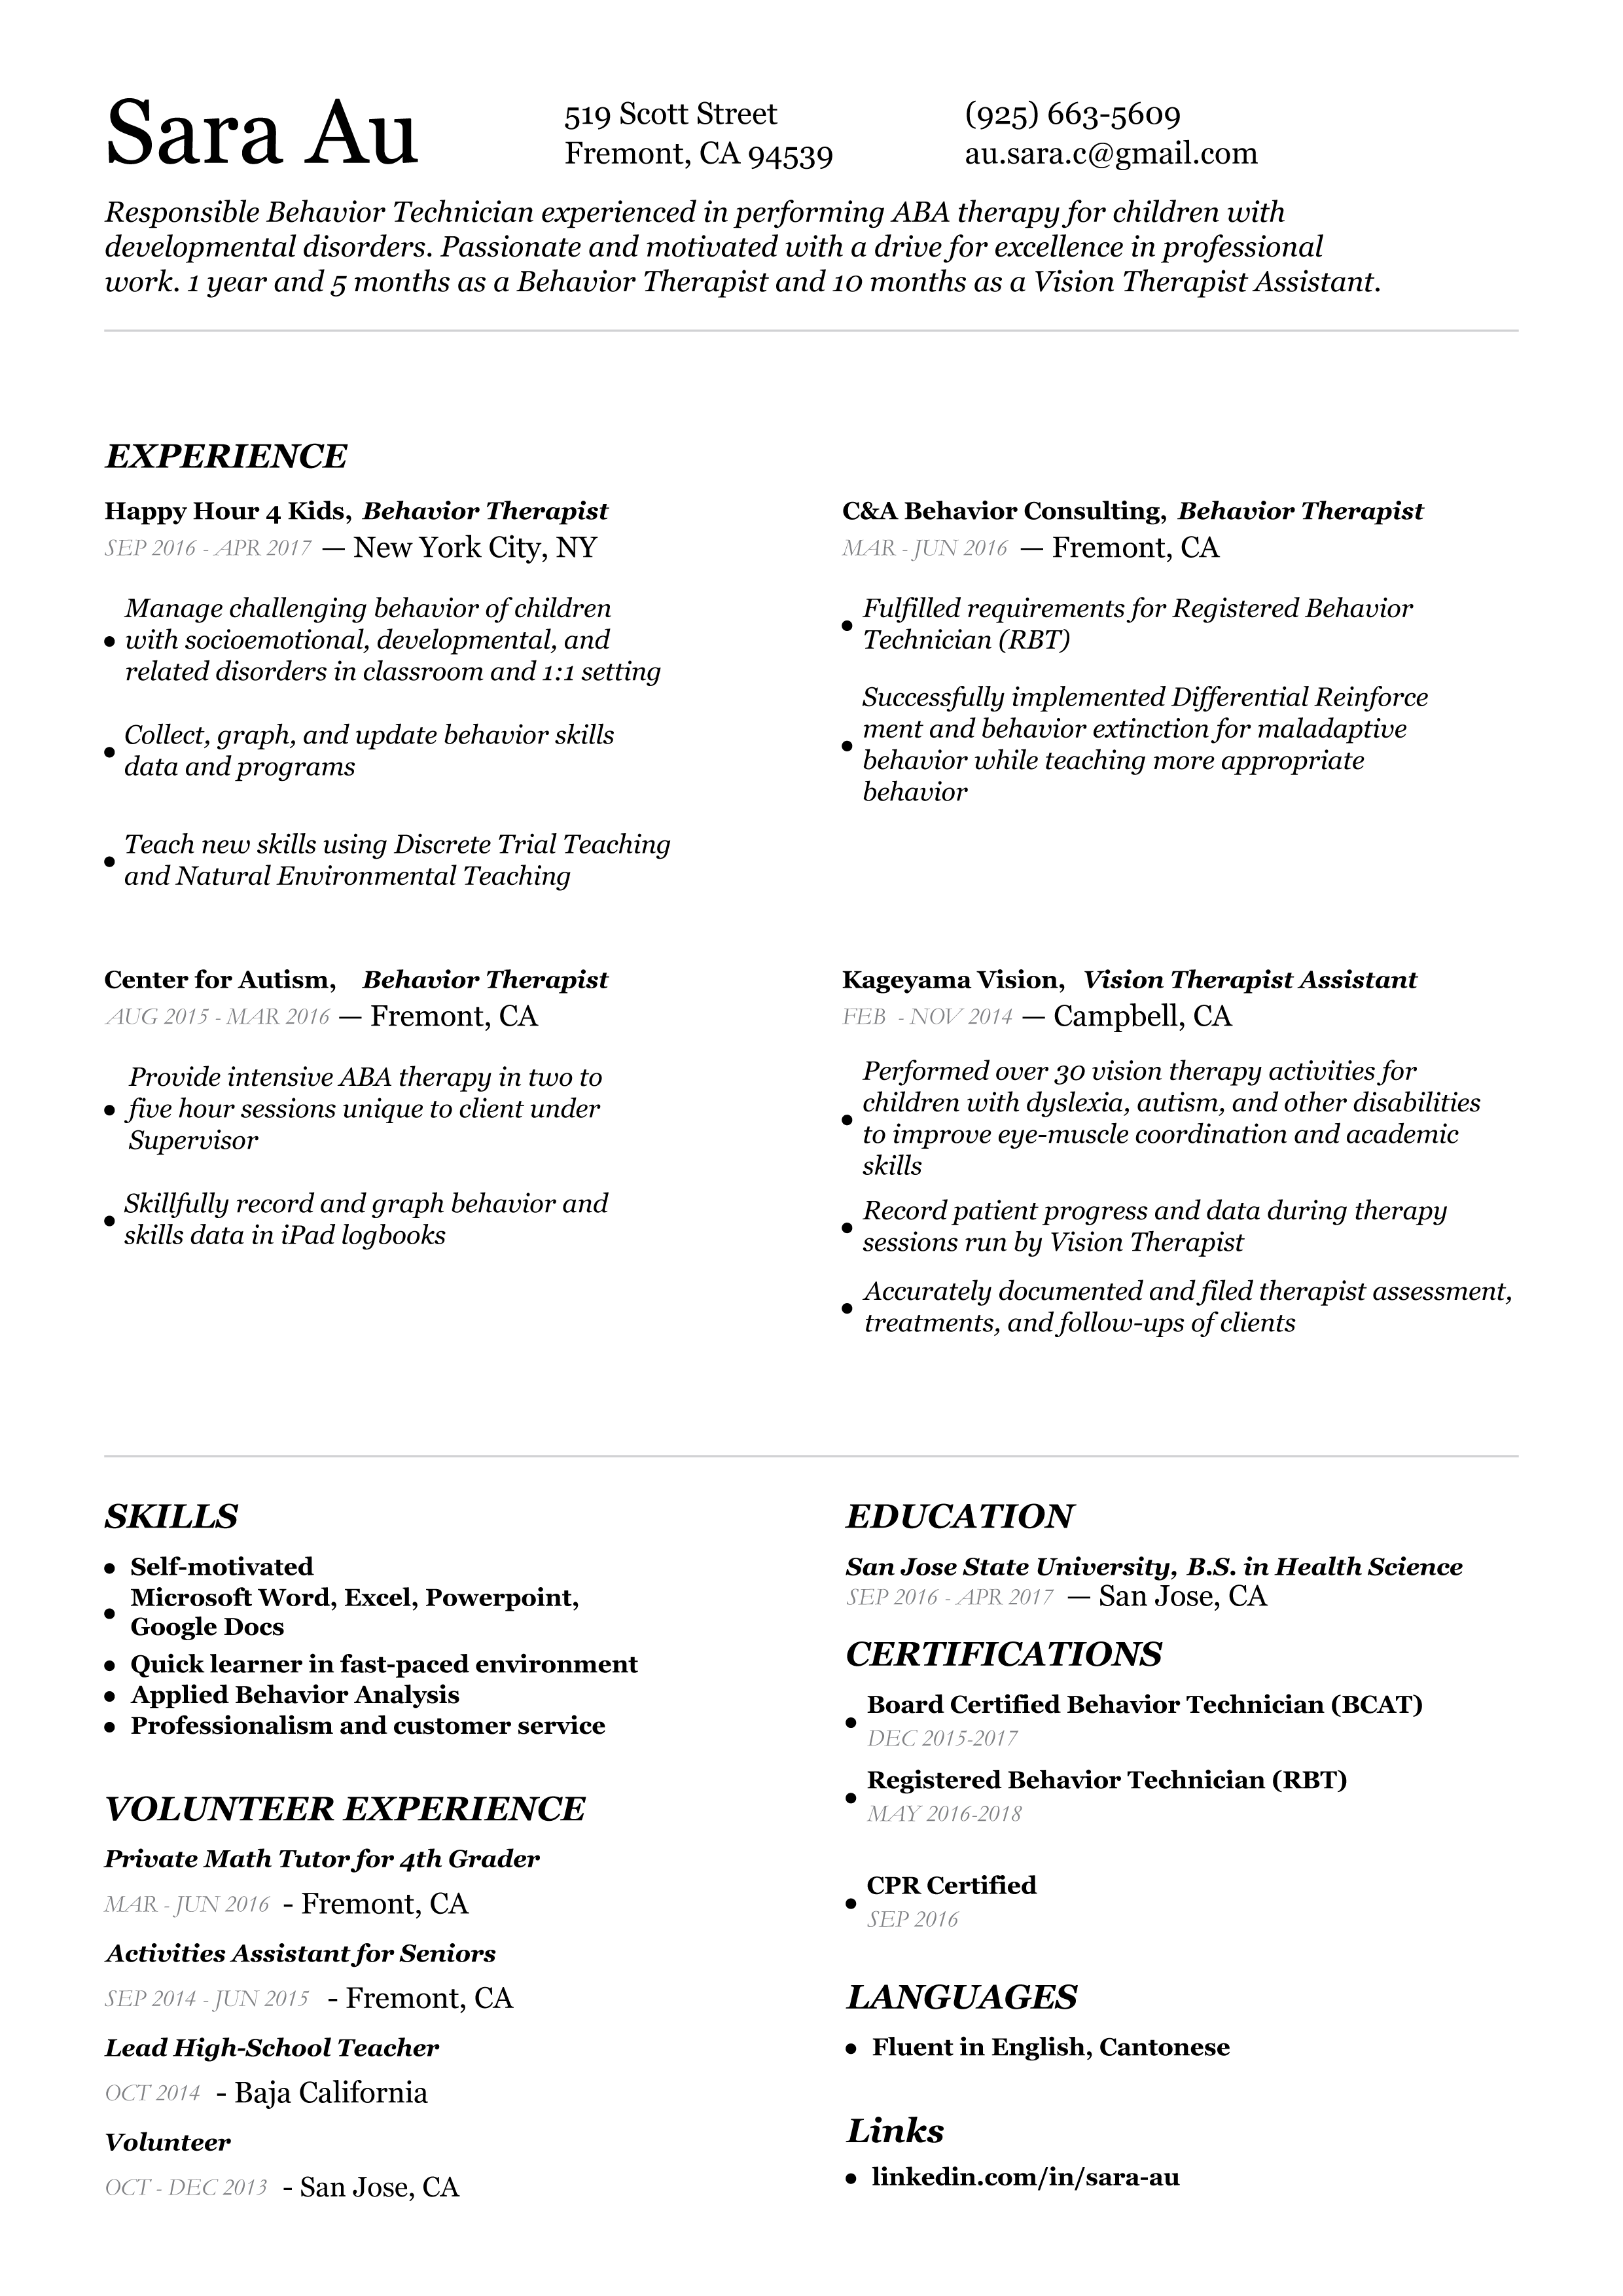 Sara Au
519 Scott Street
Fremont, CA 94539
(925) 663-5609
au.sara.c@gmail.com
Responsible Behavior Technician experienced in performing ABA therapy for children with
developmental disorders. Passionate and motivated with a drive for excellence in professional
work. 1 year and 5 months as a Behavior Therapist and 10 months as a Vision Therapist Assistant.
EXPERIENCE
Happy Hour 4 Kids, Behavior Therapist
SEP 2016 - APR 2017 — New York City, NY
• Manage challenging behavior of children
with socioemotional, developmental, and
related disorders in classroom and 1:1 setting
• Collect, graph, and update behavior skills
data and programs
• Teach new skills using Discrete Trial Teaching
and Natural Environmental Teaching
C&A Behavior Consulting, Behavior Therapist
MAR - JUN 2016 — Fremont, CA
• Fulfilled requirements for Registered Behavior
Technician (RBT)
• Successfully implemented Differential Reinforce
ment and behavior extinction for maladaptive
behavior while teaching more appropriate
behavior
Center for Autism, Behavior Therapist
AUG 2015 - MAR 2016 — Fremont, CA
• Provide intensive ABA therapy in two to
five hour sessions unique to client under
Supervisor
• Skillfully record and graph behavior and
skills data in iPad logbooks
Kageyama Vision, Vision Therapist Assistant
FEB - NOV 2014 — Campbell, CA
• Performed over 30 vision therapy activities for
children with dyslexia, autism, and other disabilities
to improve eye-muscle coordination and academic
skills
• Record patient progress and data during therapy
sessions run by Vision Therapist
• Accurately documented and filed therapist assessment,
treatments, and follow-ups of clients
SKILLS
• Self-motivated
• Microsoft Word, Excel, Powerpoint,
Google Docs
• Quick learner in fast-paced environment
• Applied Behavior Analysis
• Professionalism and customer service
VOLUNTEER EXPERIENCE
Private Math Tutor for 4th Grader
MAR - JUN 2016 - Fremont, CA
Activities Assistant for Seniors
SEP 2014 - JUN 2015 - Fremont, CA
Lead High-School Teacher
OCT 2014 - Baja California
Volunteer
OCT - DEC 2013 - San Jose, CA
EDUCATION
San Jose State University, B.S. in Health Science
SEP 2016 - APR 2017 — San Jose, CA
CERTIFICATIONS
• Board Certified Behavior Technician (BCAT)
DEC 2015-2017
• Registered Behavior Technician (RBT)
MAY 2016-2018
• CPR Certified
SEP 2016
LANGUAGES
• Fluent in English, Cantonese
Links
• linkedin.com/in/sara-au